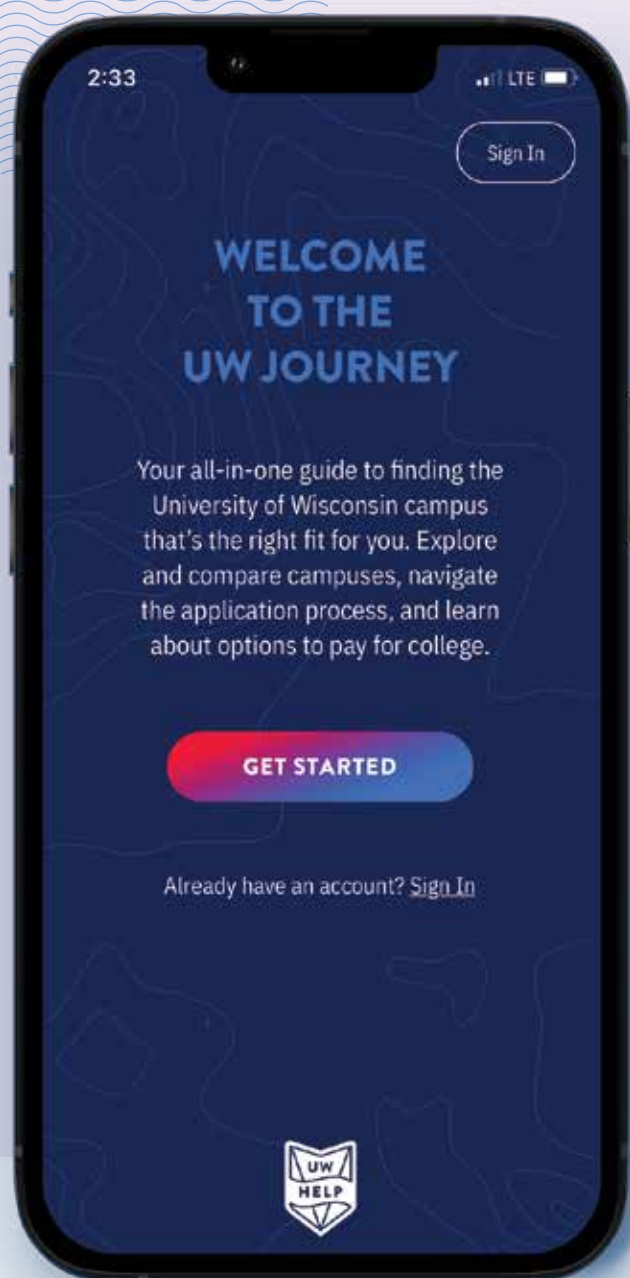 2:33
LTE
Sign In
WELCOME
TO THE
UW JOURNEY
Your all-in-one guide to finding the
University of Wisconsin campus
that's the right fit for you. Explore
and compare campuses, navigate
the application process, and learn
about options to pay for college.
GET STARTED
Already have an account? Sign In
UW
HELP